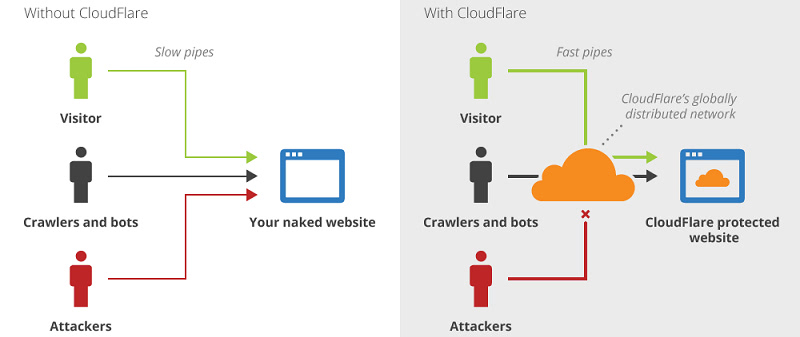 Without CloudFlare
Slow pipes
Visitor
Crawlers and bots
Your naked website
Attackers
With CloudFlare
Fast pipes
Visitor
CloudFlare's globally
distributed network
Crawlers and bots
CloudFlare protected
website
Attackers